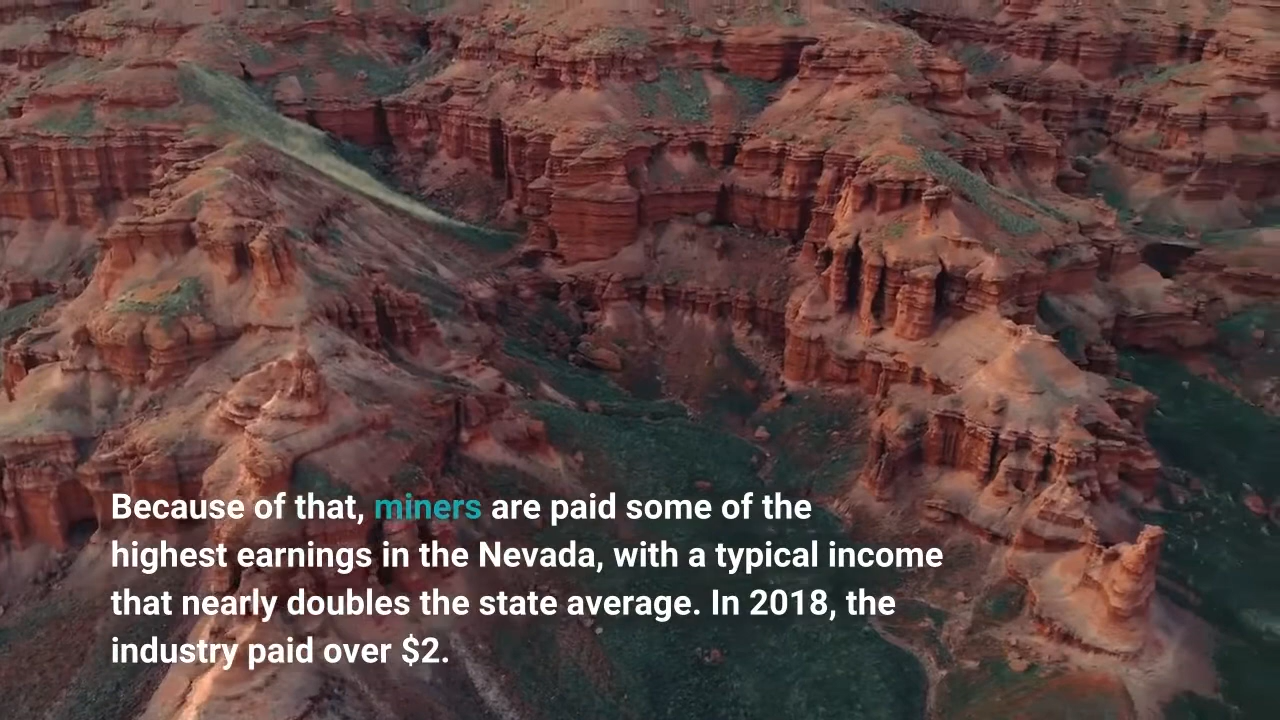 Because of that, miners are paid some of the
highest earnings in the Nevada, with a typical income
that nearly doubles the state average. In 2018, the
industry paid over $2.